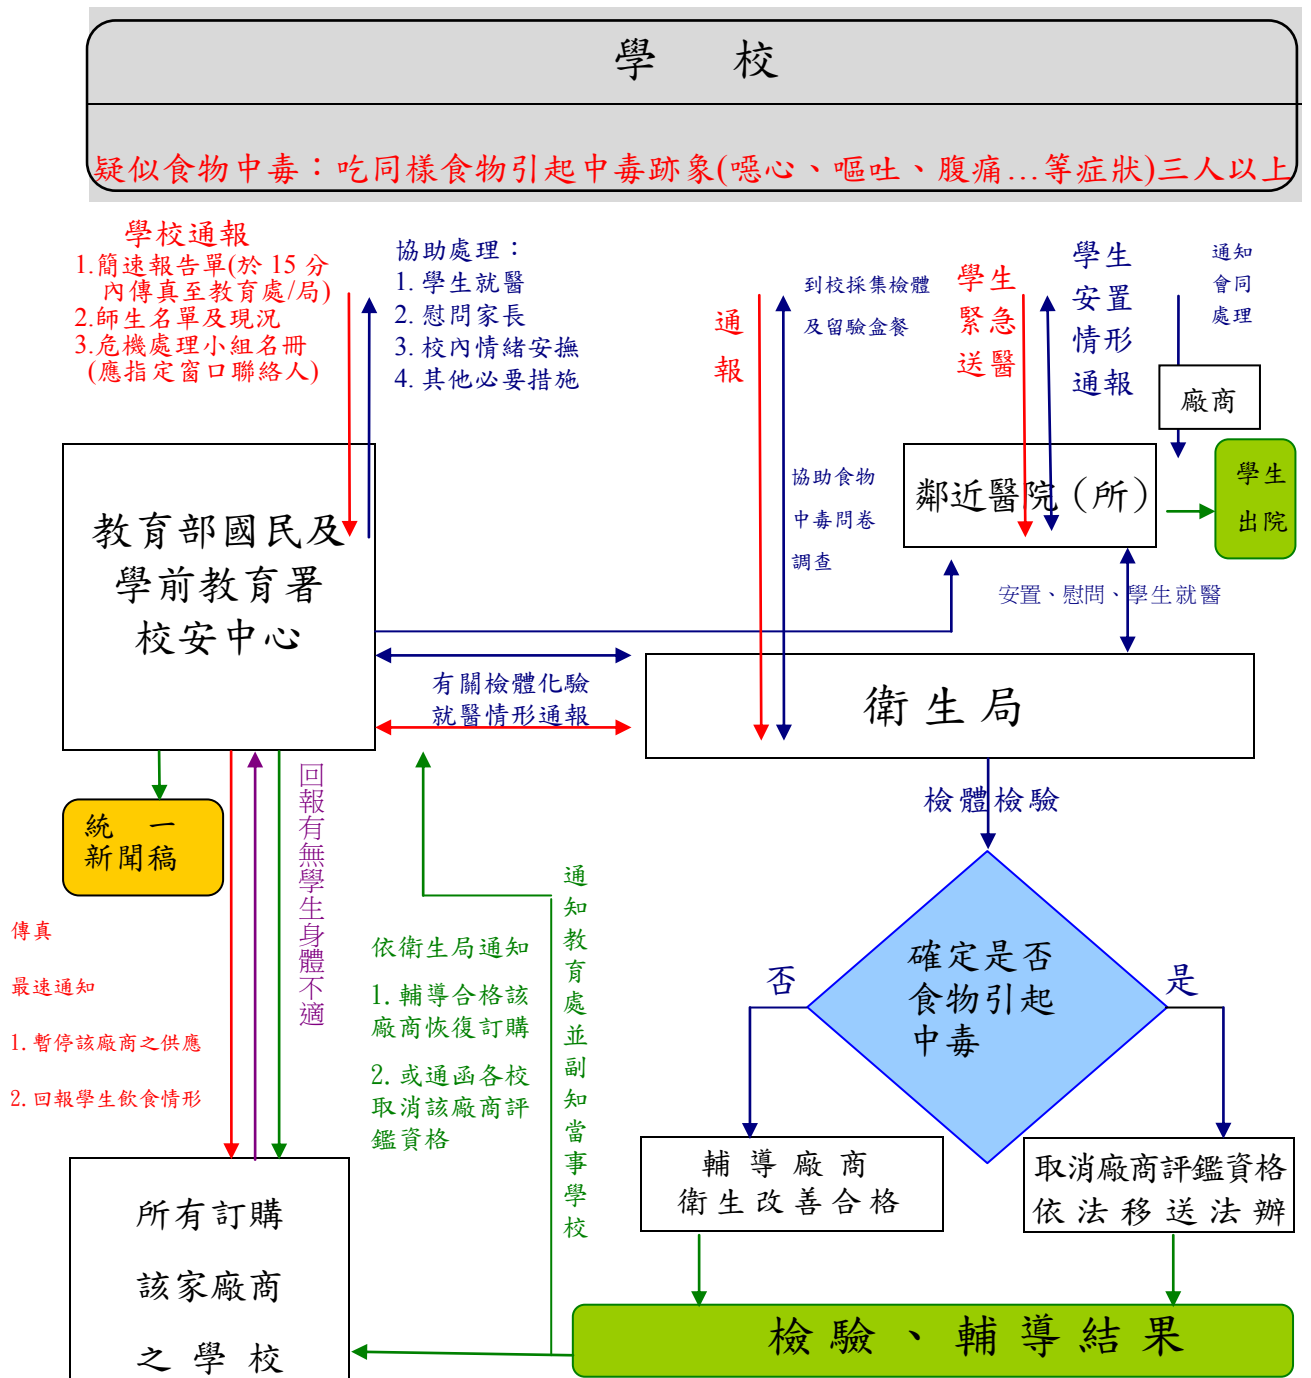 學 校
疑似食物中毒：吃同樣食物引起中毒跡象(噁心、嘔吐、腹痛…等症狀)三人以上
學校通報
1.簡速報告單(於 15 分
內傳真至教育處/局)
2.師生名單及現況
3.危機處理小組名冊
(應指定窗口聯絡人)
協助處理：
1. 學生就醫
2. 慰問家長
3. 校內情緒安撫
4. 其他必要措施
通
報
到校採集檢體
及留驗盒餐
協助食物
中毒問卷
調查
學生
緊急
送醫
學生
安置
情形
通報
通知
會同
處理
廠商
鄰近醫院（所）
學生
出院
安置、慰問、學生就醫
教育部國民及
學前教育署
校安中心
有關檢體化驗
就醫情形通報
衛生局
統 一
新聞稿
回報有無學生身體不適
傳真
最速通知
1. 暫停該廠商之供應
2. 回報學生飲食情形
依衛生局通知
1. 輔導合格該
廠商恢復訂購
2. 或通函各校
取消該廠商評
鑑資格
通知教育處並副知當事學校
檢體檢驗
確定是否
食物引起
中毒
否
是
輔導廠商
衛生改善合格
取消廠商評鑑資格
依法移送法辦
所有訂購
該家廠商
之學校
檢驗、輔導結果